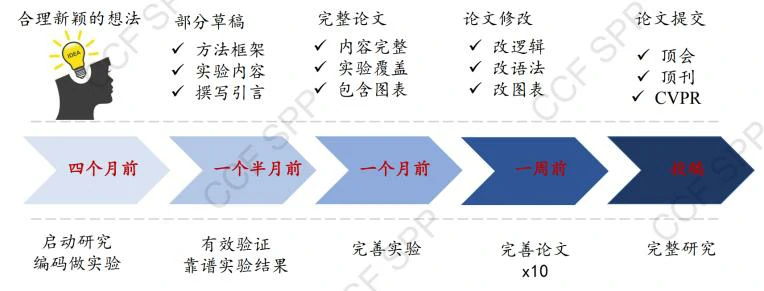 合理新颖的想法
IDEA
部分草稿
✓ 方法框架
✓ 实验内容
✓ 撰写引言
完整论文
✓ 内容完整
✓ 实验覆盖
✓ 包含图表
论文修改
✓ 改逻辑
✓ 改语法
✓ 改图表
论文提交
✓ 顶会
✓ 顶刊
✓ CVPR
四个月前
一个半月前
一个月前
一周前
投稿
启动研究
编码做实验
有效验证
靠谱实验结果
完善实验
完善论文
x10
完整研究
CCF SPP
CCF SPP
CCF SPP
CCF SPP
CCF SPP